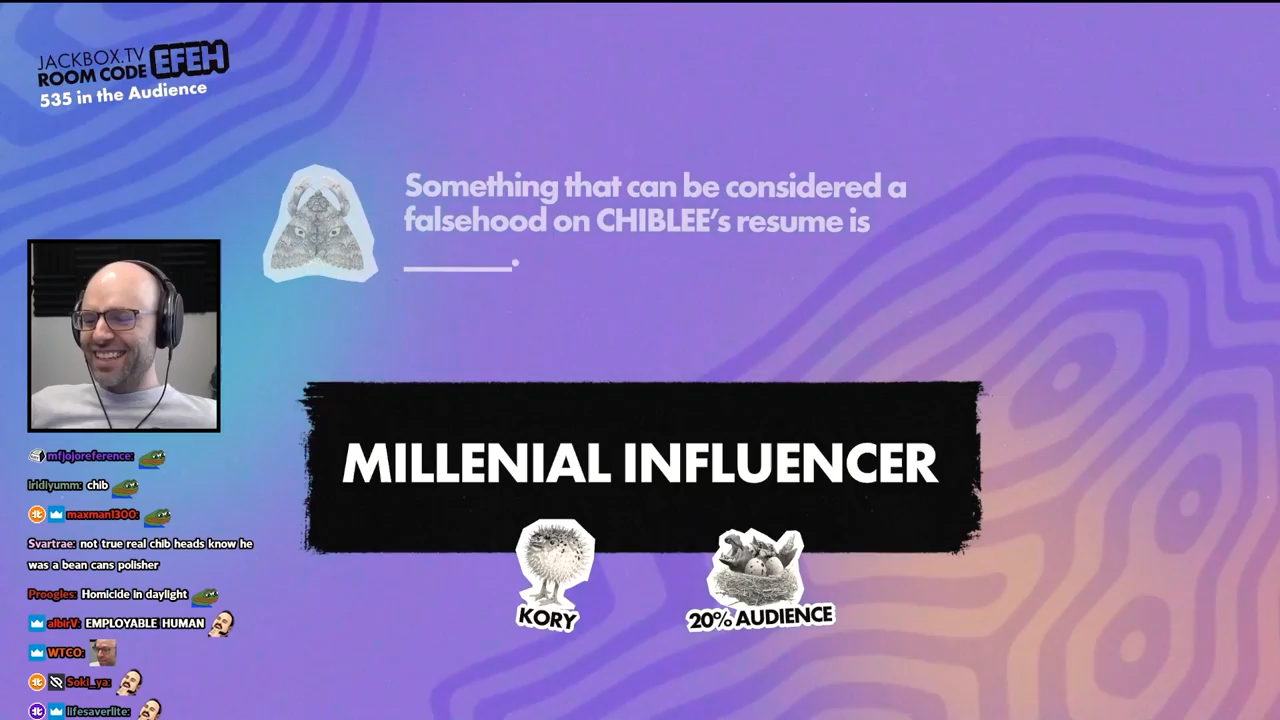 JACKBOX.TV
ROOM CODE EFEH
535 in the Audience
Something that can be considered a
falsehood on CHIBLEE'S resume is
________.
MILLENIAL INFLUENCER
KORY
20% AUDIENCE
mfjojoreference:
iridiyumm: chib
maxman1300:
Svartrae: not true real chib heads know he
was a bean cans polisher
Proogles: Homicide in daylight
albirV: EMPLOYABLE HUMAN
WTCO:
Soki_ya:
lifesaverlite: